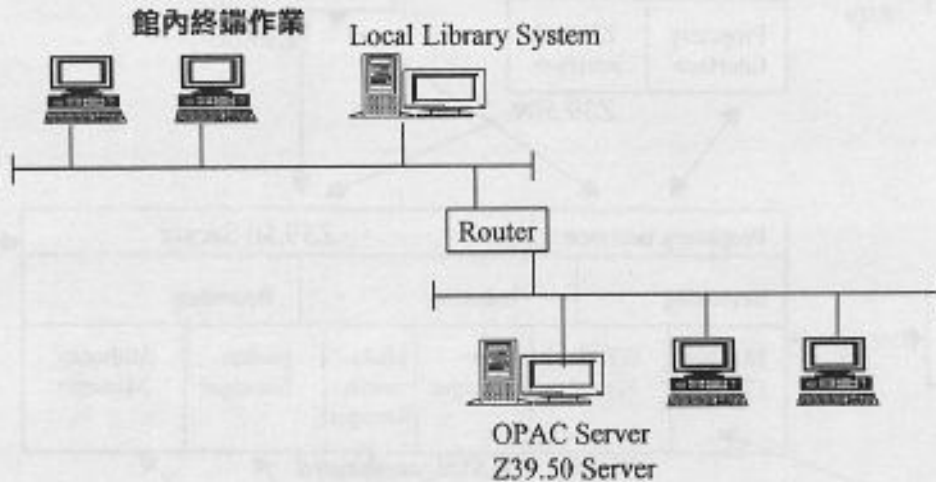 館內終端作業
Local Library System
Router
OPAC Server
Z39.50 Server